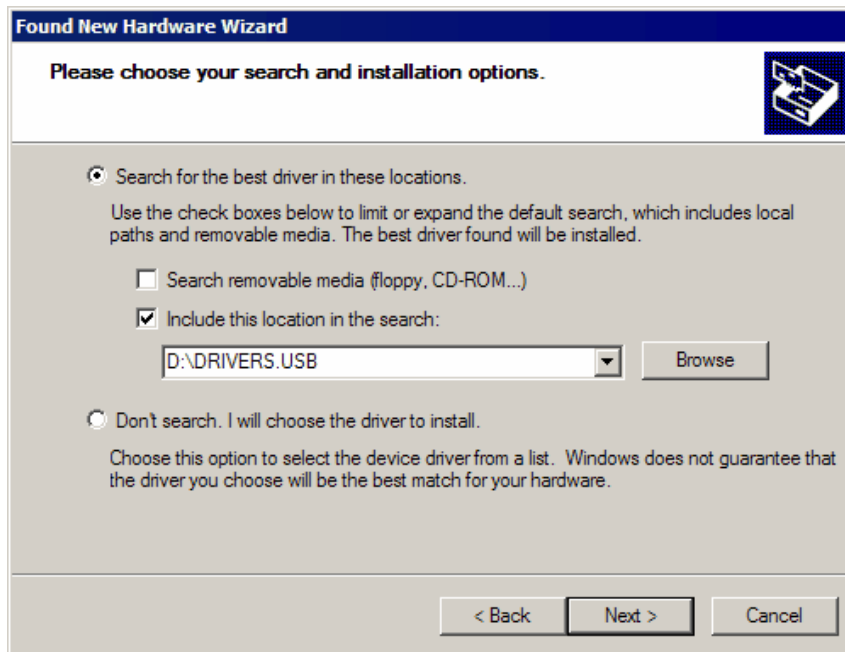 Found New Hardware Wizard
Please choose your search and installation options.
Search for the best driver in these locations.
Use the check boxes below to limit or expand the default search, which includes local
paths and removable media. The best driver found will be installed.
Search removable media (floppy, CD-ROM...)
Include this location in the search:
D:\DRIVERS.USB
Browse
Don't search. I will choose the driver to install.
Choose this option to select the device driver from a list. Windows does not guarantee that
the driver you choose will be the best match for your hardware.
< Back
Next >
Cancel